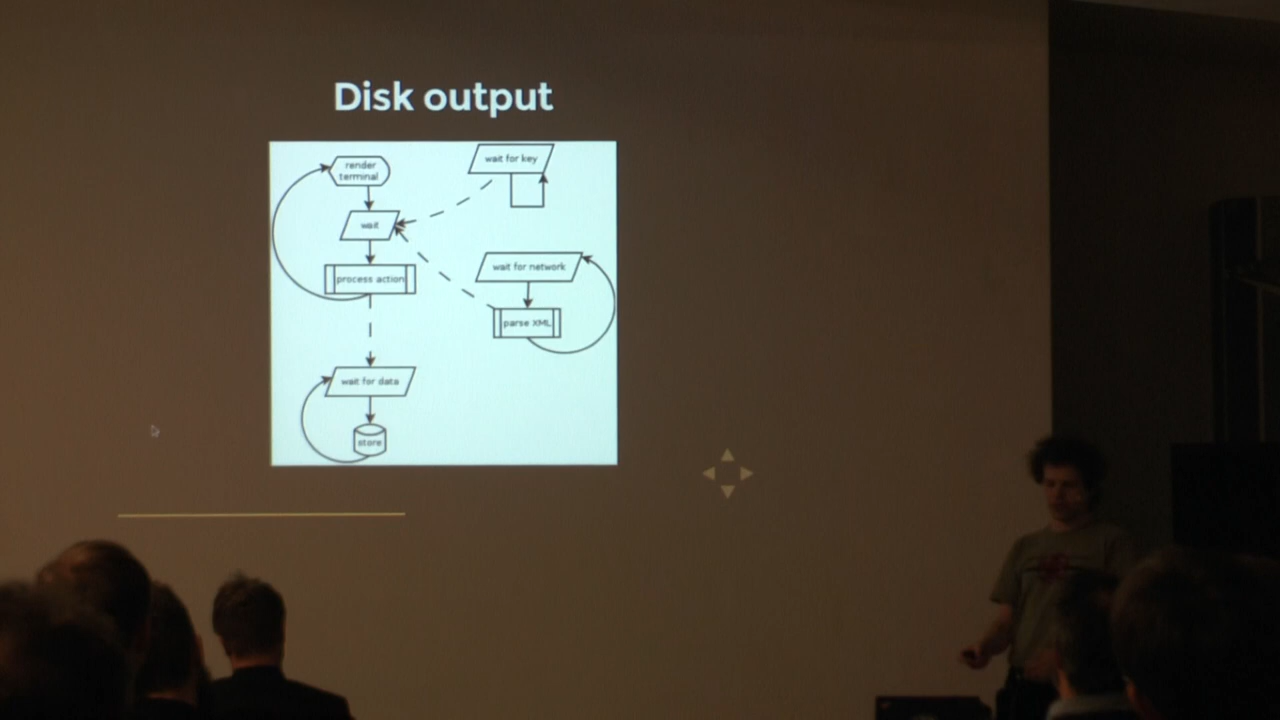 Disk output
render
terminal
wait for key
wait
wait for network
process action
parse XML
wait for data
store